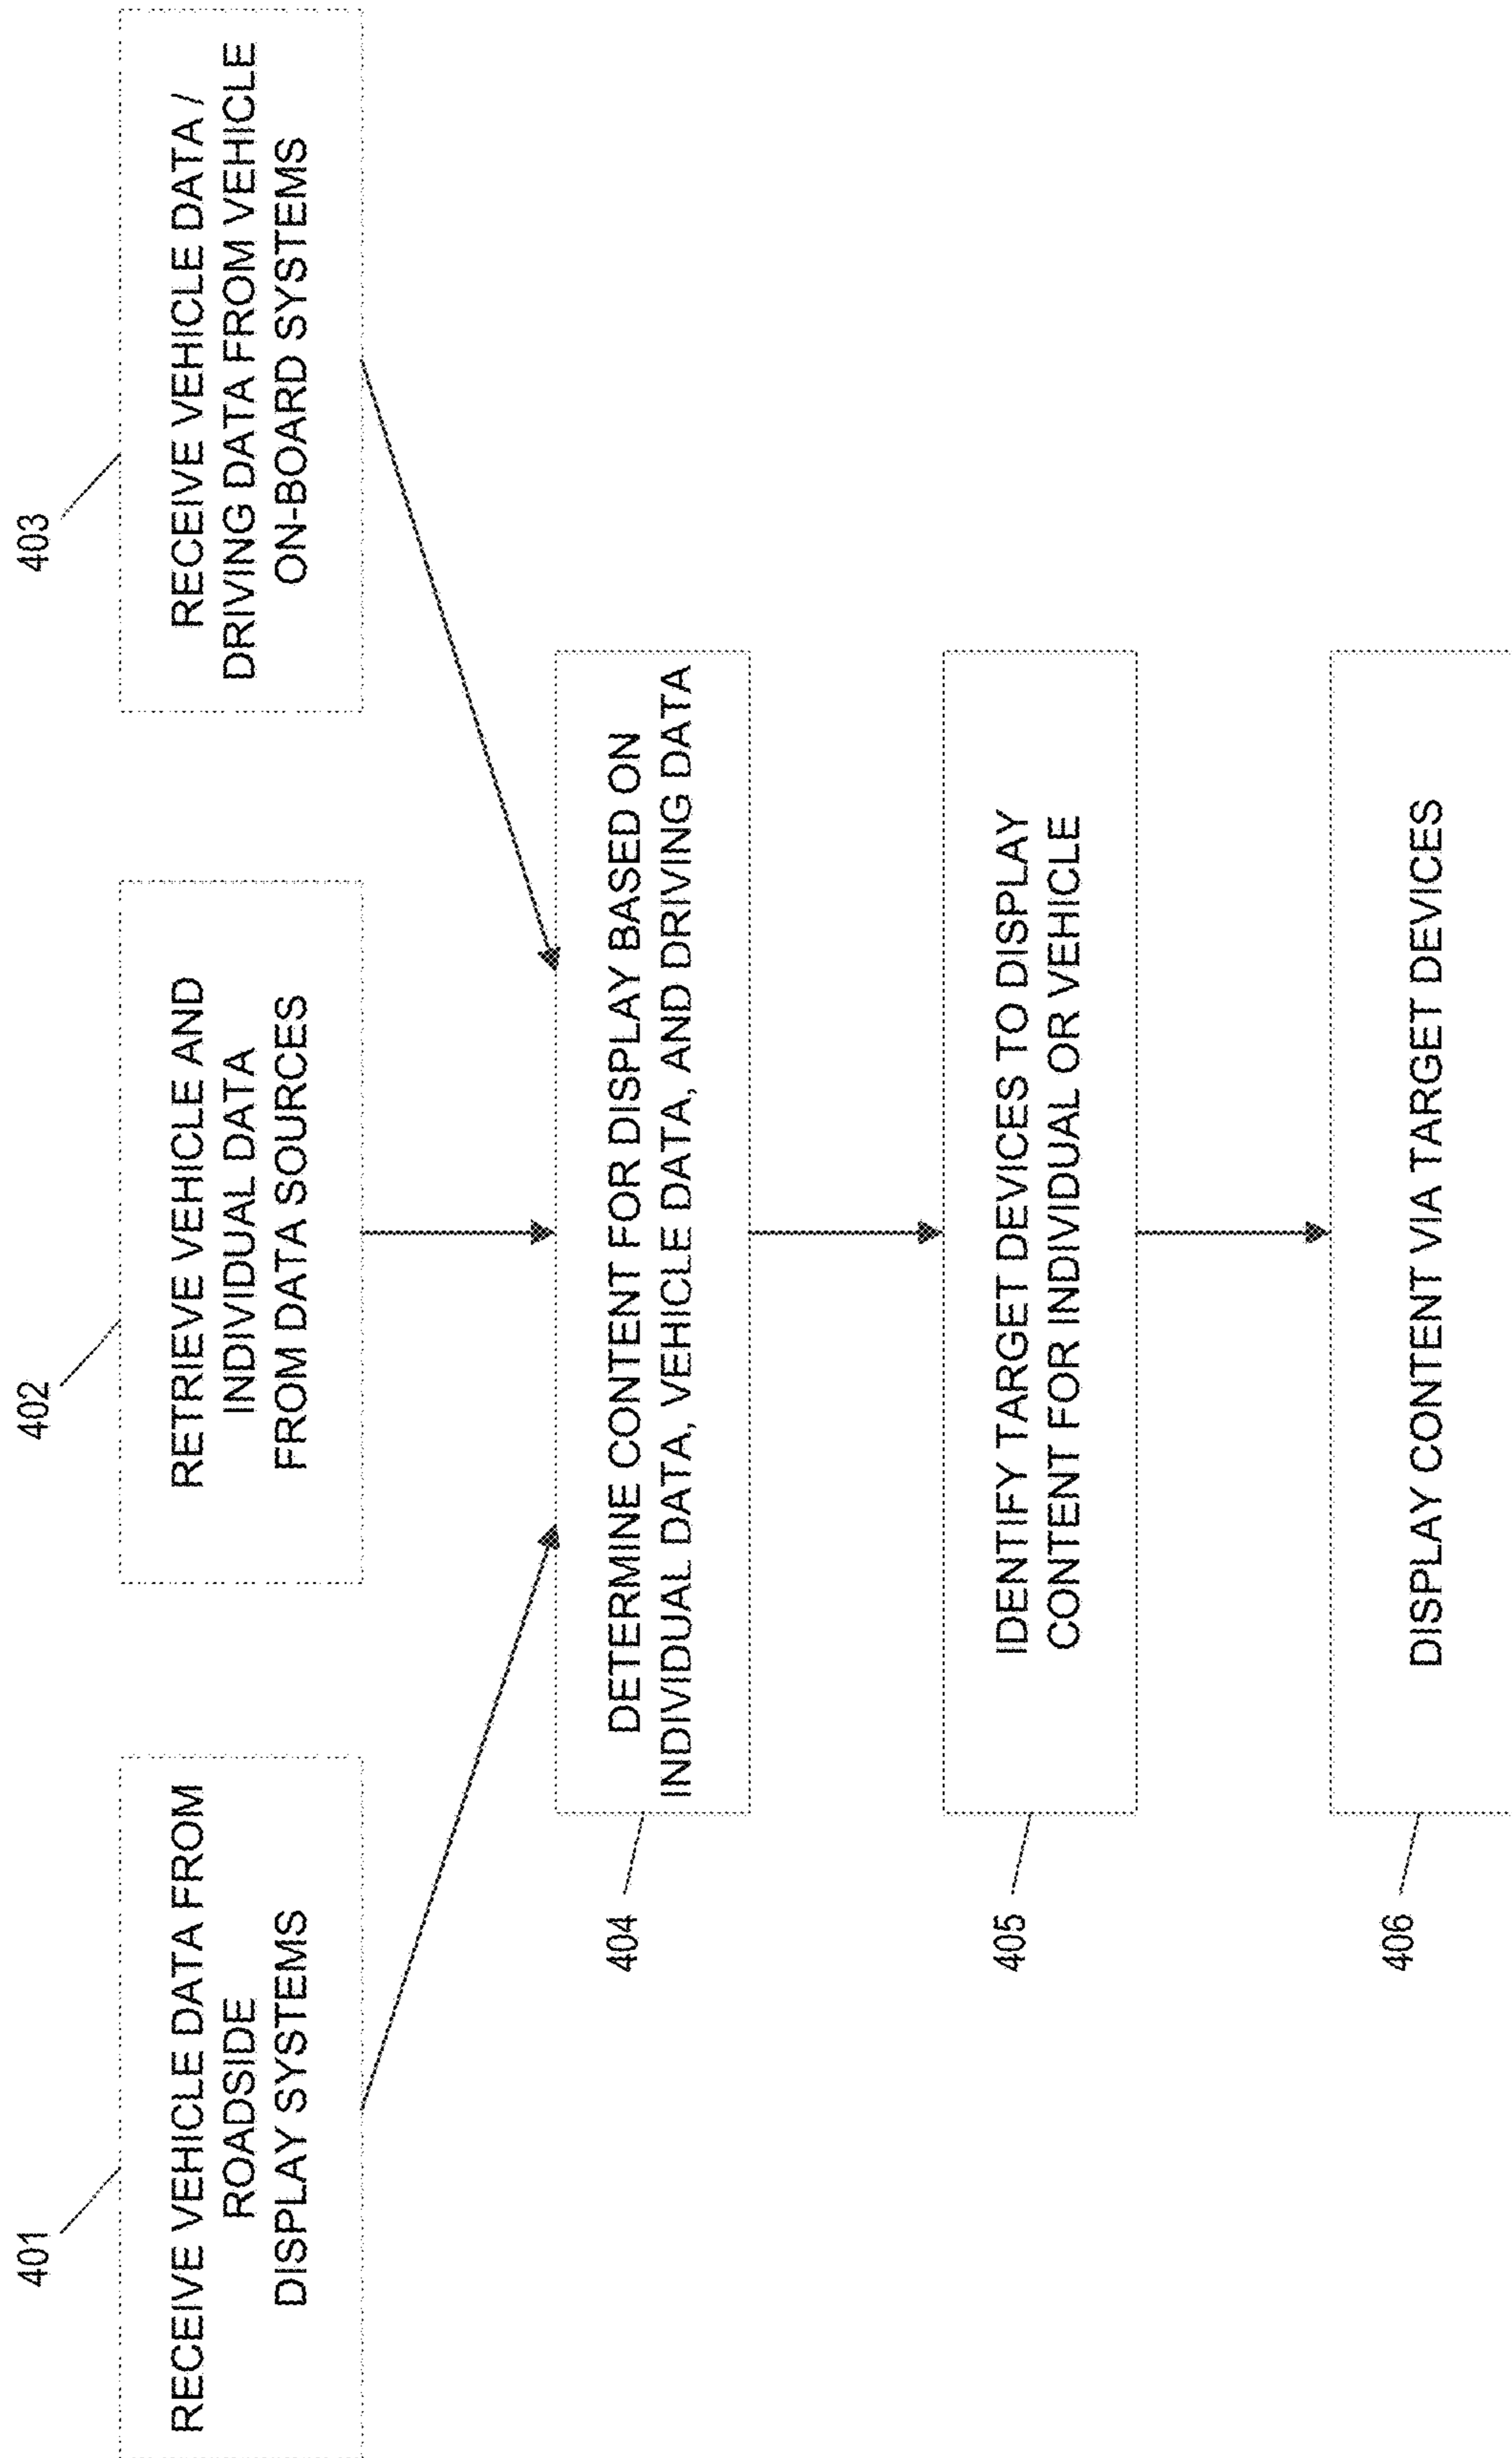 401
RECEIVE VEHICLE DATA FROM
ROADSIDE
DISPLAY SYSTEMS
402
RETRIEVE VEHICLE AND
INDIVIDUAL DATA
FROM DATA SOURCES
403
RECEIVE VEHICLE DATA /
DRIVING DATA FROM VEHICLE
ON-BOARD SYSTEMS
404
DETERMINE CONTENT FOR DISPLAY BASED ON
INDIVIDUAL DATA, VEHICLE DATA, AND DRIVING DATA
405
IDENTIFY TARGET DEVICES TO DISPLAY
CONTENT FOR INDIVIDUAL OR VEHICLE
406
DISPLAY CONTENT VIA TARGET DEVICES